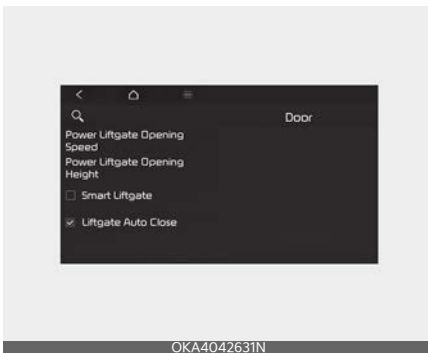 Door
Power Liftgate Opening
Speed
Power Liftgate Opening
Height
Smart Liftgate
Liftgate Auto Close
OKA4042631N